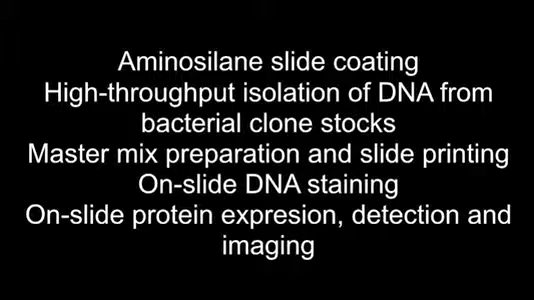 Aminosilane slide coating
High-throughput isolation of DNA from
bacterial clone stocks
Master mix preparation and slide printing
On-slide DNA staining
On-slide protein expresion, detection and
imaging